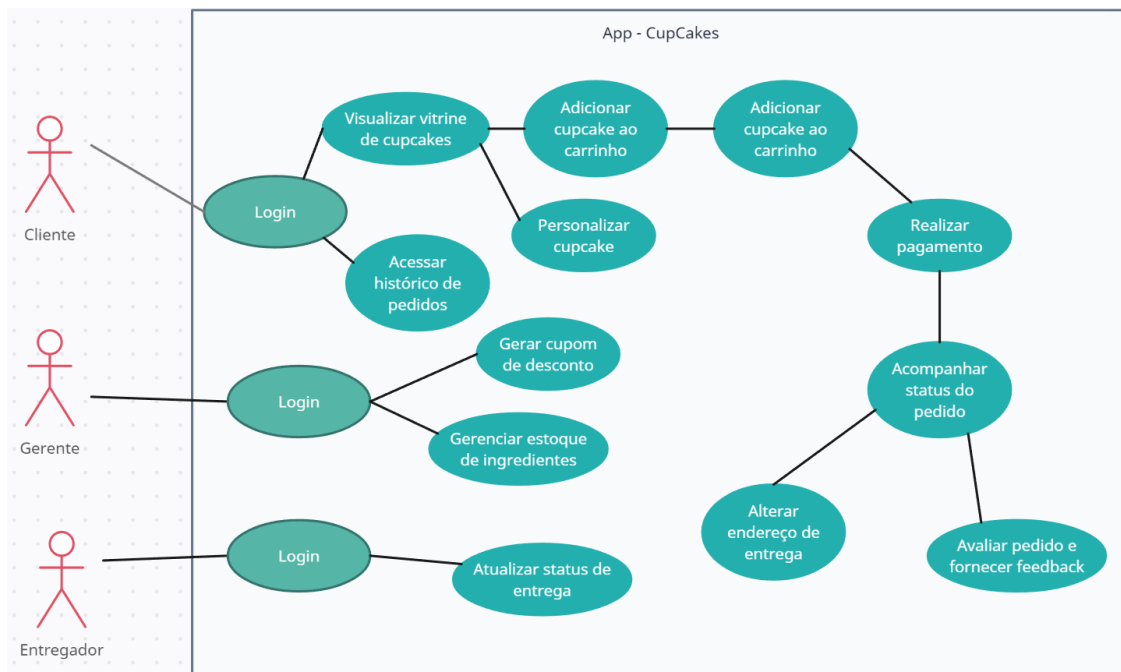 App - CupCakes
Visualizar vitrine
de cupcakes
Adicionar
cupcake ao
carrinho
Adicionar
cupcake ao
carrinho
Login
Cliente
Personalizar
cupcake
Realizar
pagamento
Acessar
histórico de
pedidos
Gerar cupom
de desconto
Login
Gerente
Gerenciar estoque
de ingredientes
Acompanhar
status do
pedido
Alterar
endereço de
entrega
Avaliar pedido e
fornecer feedback
Login
Atualizar status de
entrega
Entregador